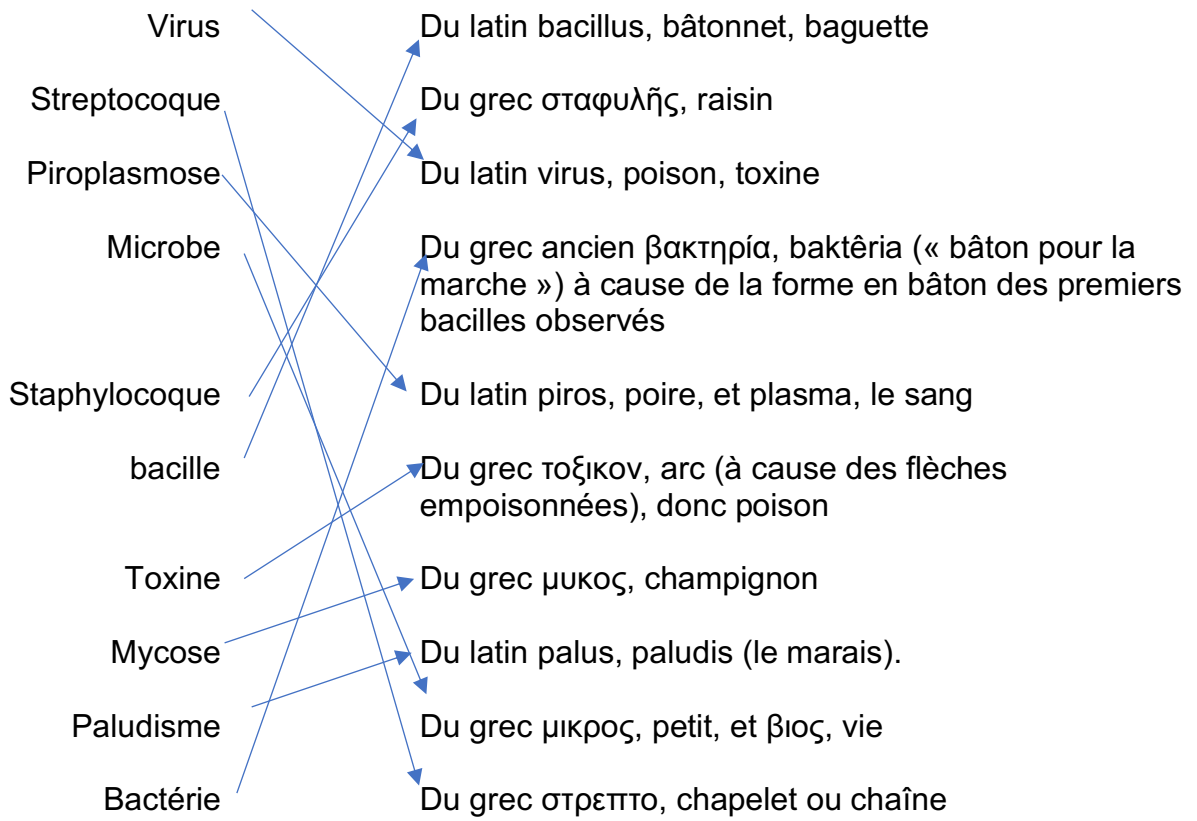 Virus
Du latin bacillus, bâtonnet, baguette
Streptocoque
Du grec σταφυλῆς, raisin
Piroplasmose
Du latin virus, poison, toxine
Microbe
Du grec ancien βακτηρία, baktêria (« bâton pour la
marche ») à cause de la forme en bâton des premiers
bacilles observés
Staphylocoque
Du latin piros, poire, et plasma, le sang
bacille
Du grec τοξικον, arc (à cause des flèches
empoisonnées), donc poison
Toxine
Du grec μυκος, champignon
Mycose
Du latin palus, paludis (le marais).
Paludisme
Du grec μικρος, petit, et βιος, vie
Bactérie
Du grec στρεπτο, chapelet ou chaîne